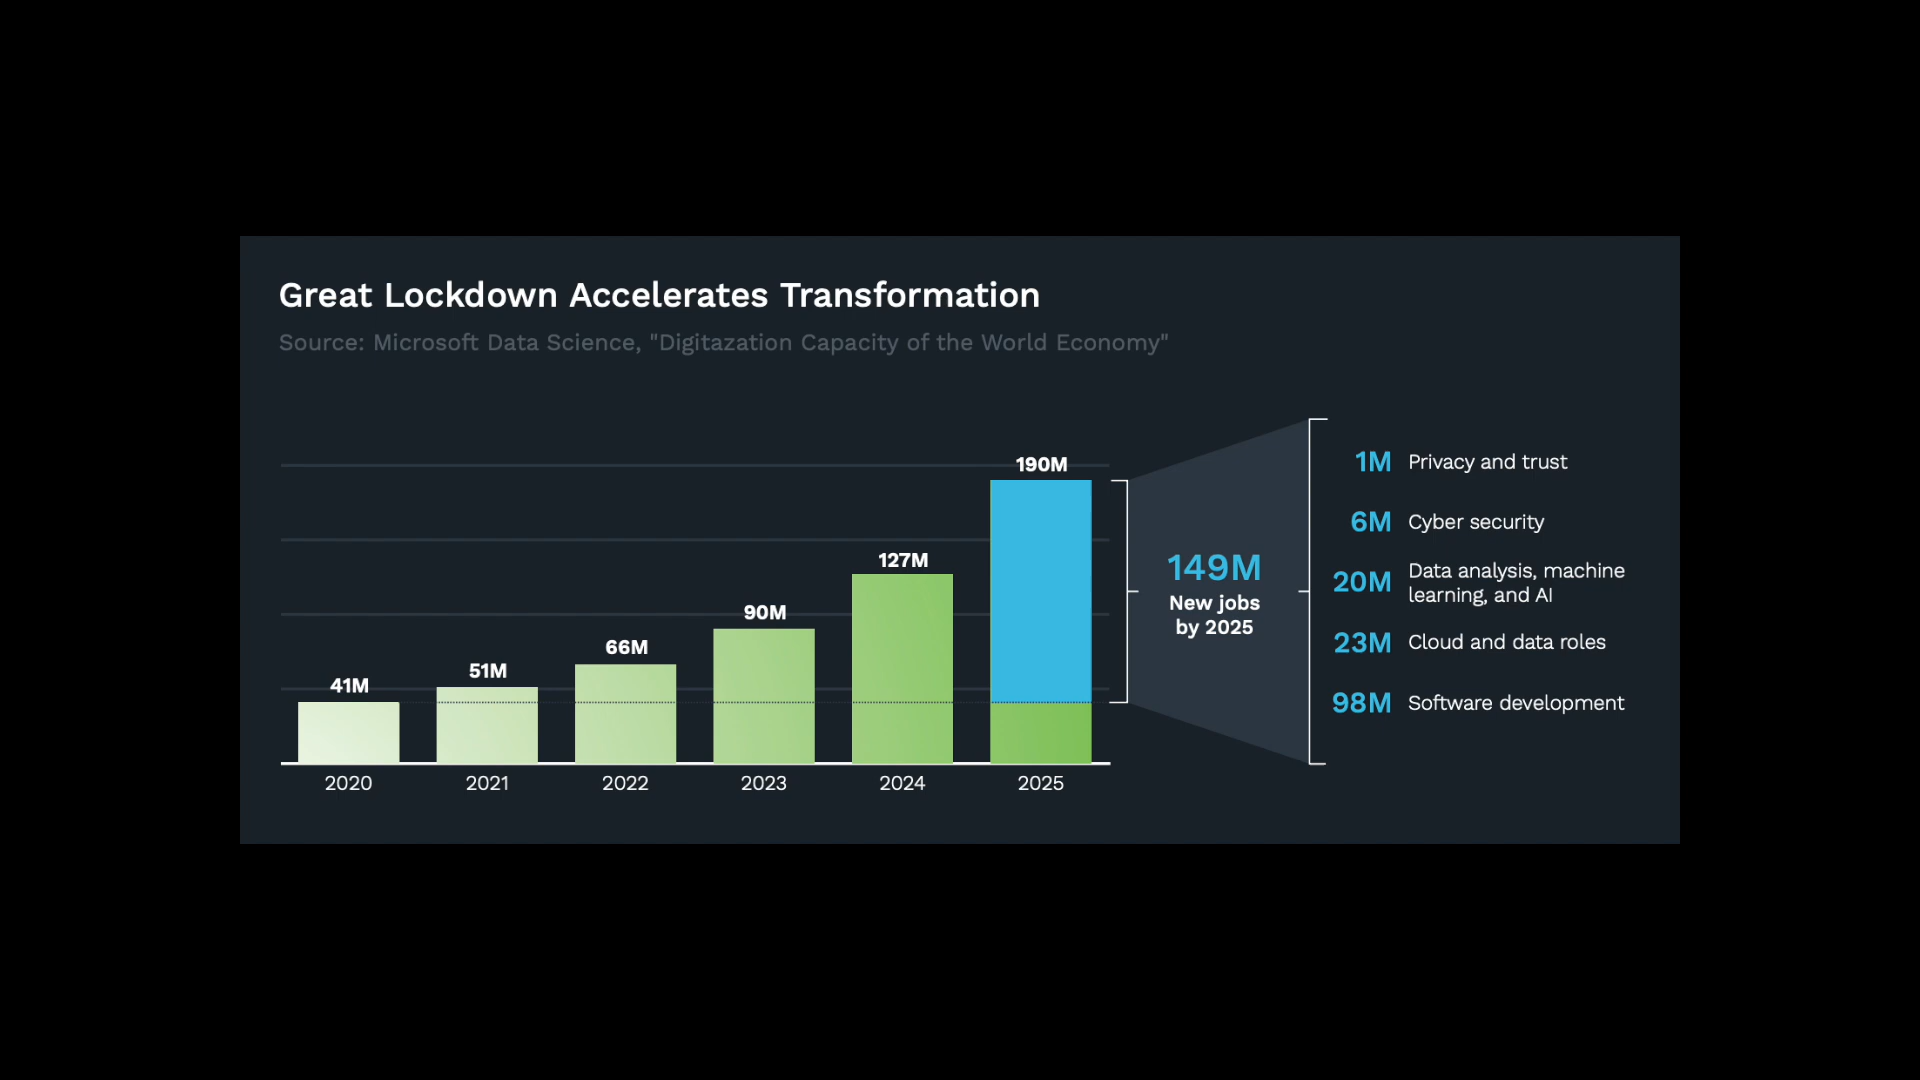 Great Lockdown Accelerates Transformation
Source: Microsoft Data Science, "Digitazation Capacity of the World Economy"
41M
51M
66M
90M
127M
190M
2020
2021
2022
2023
2024
2025
149M
New jobs
by 2025
1M Privacy and trust
6M Cyber security
20M Data analysis, machine
learning, and AI
23M Cloud and data roles
98M Software development